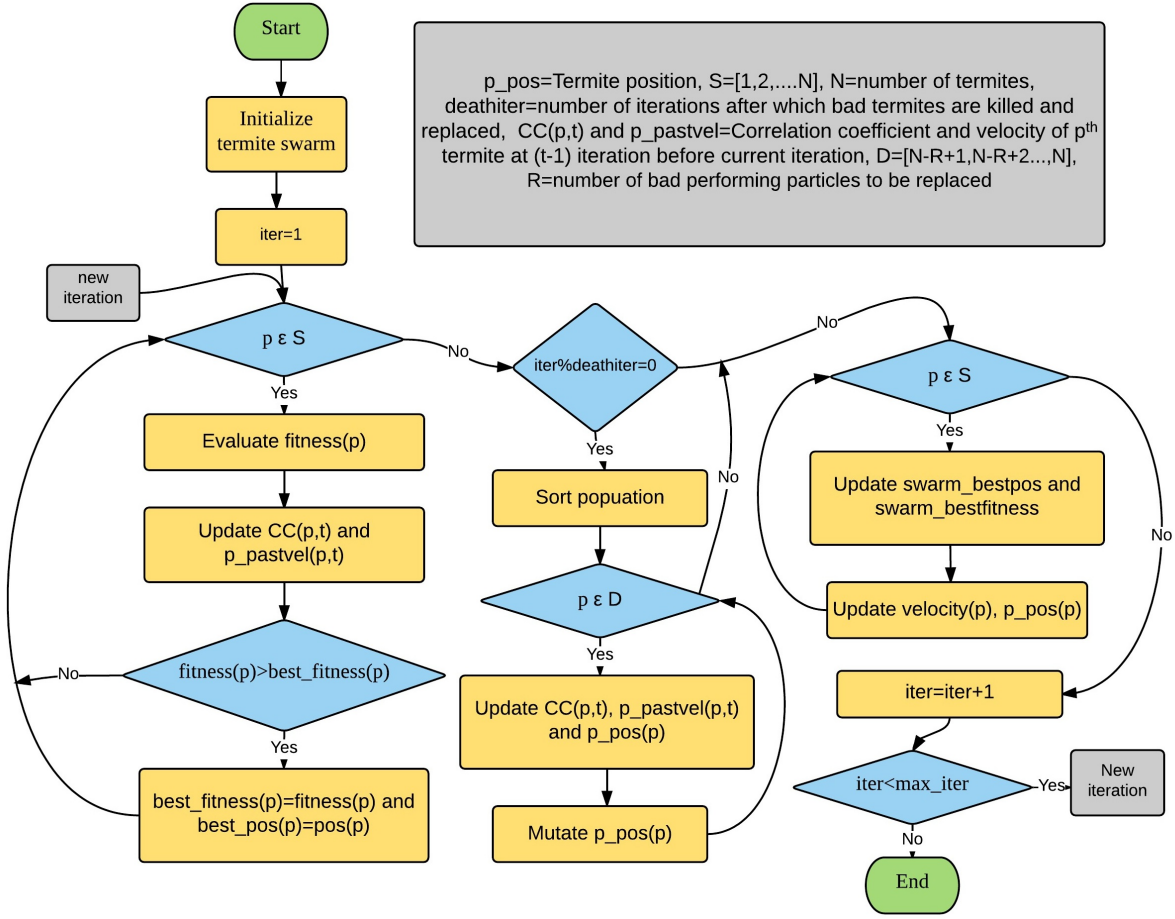 Start
Initialize
termite swarm
iter=1
new
iteration
p_pos=Termite position, S=[1,2,....N], N=number of termites,
deathiter=number of iterations after which bad termites are killed and
replaced,  CC(p,t) and p_pastvel=Correlation coefficient and velocity of pth
termite at (t-1) iteration before current iteration, D=[N-R+1,N-R+2...,N],
R=number of bad performing particles to be replaced
p ε S
No
Yes
Evaluate fitness(p)
Update CC(p,t) and
p_pastvel(p,t)
fitness(p)>best_fitness(p)
No
Yes
best_fitness(p)=fitness(p) and
best_pos(p)=pos(p)
iter%deathiter=0
No
Yes
Sort popuation
p ε D
No
Yes
Update CC(p,t), p_pastvel(p,t)
and p_pos(p)
Mutate p_pos(p)
p ε S
Yes
No
Update swarm_bestpos and
swarm_bestfitness
Update velocity(p), p_pos(p)
iter=iter+1
iter<max_iter
Yes
New
iteration
No
End